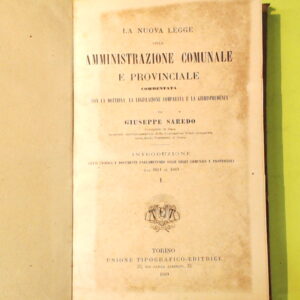 LA NUOVA LEGGE
SULLA
AMMINISTRAZIONE COMUNALE
E PROVINCIALE
COMMENTATA
CON LA DOTTRINA LA LEGISLAZIONE COMPARATA E LA GIURISPRUDENZA
DA
GIUSEPPE SAREDO
INTRODUZIONE
I.
TORINO
UNIONE TIPOGRAFICO-EDITRICE